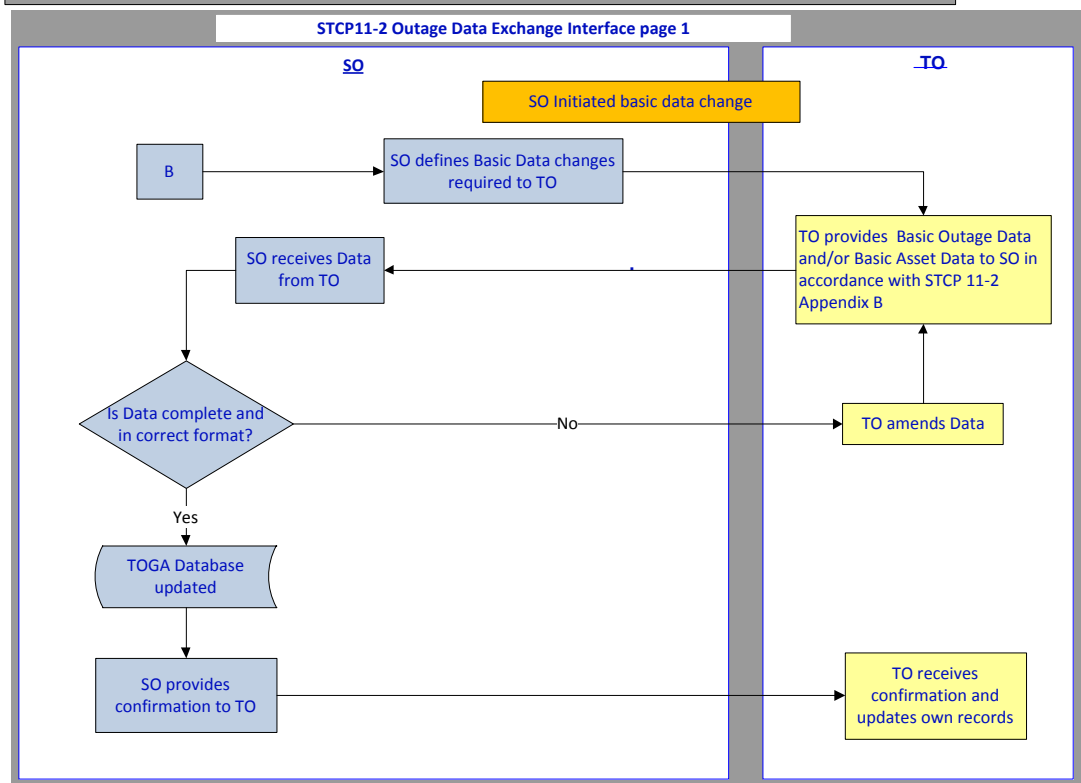 STCP11-2 Outage Data Exchange Interface page 1
SO
TO
SO Initiated basic data change
B
SO defines Basic Data changes
required to TO
TO provides Basic Outage Data
and/or Basic Asset Data to SO in
accordance with STCP 11-2
Appendix B
SO receives Data
from TO
Is Data complete and
in correct format?
No
TO amends Data
Yes
TOGA Database
updated
SO provides
confirmation to TO
TO receives
confirmation and
updates own records